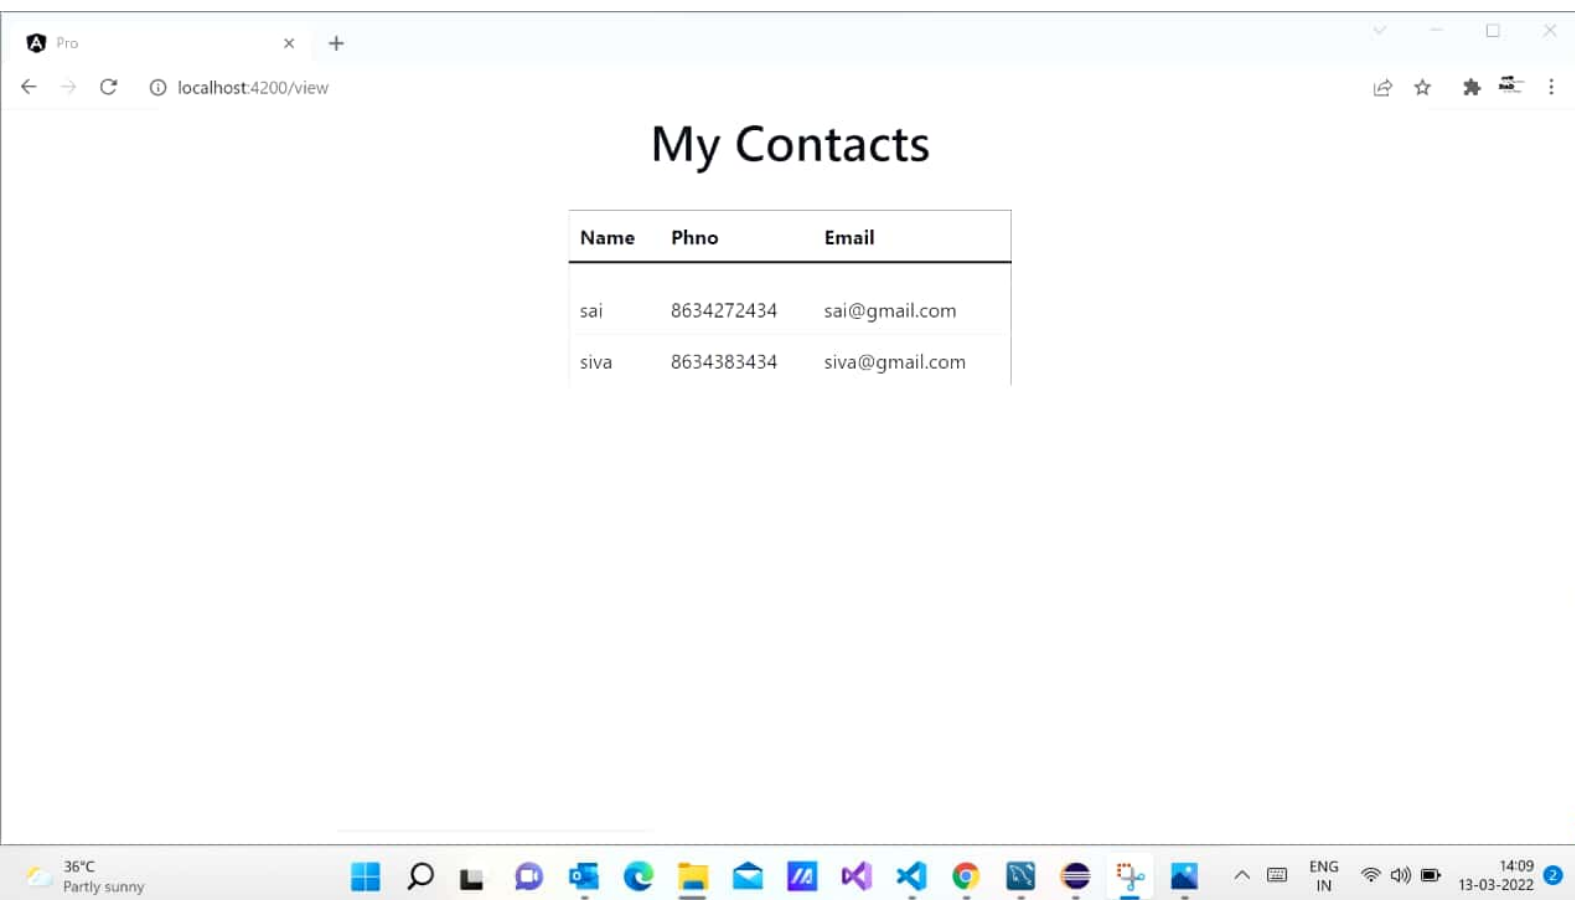 Pro
localhost:4200/view
My Contacts
Name Phno Email
sai 8634272434 sai@gmail.com
siva 8634383434 siva@gmail.com
36°C
Partly sunny
ENG
IN
14:09
13-03-2022
2